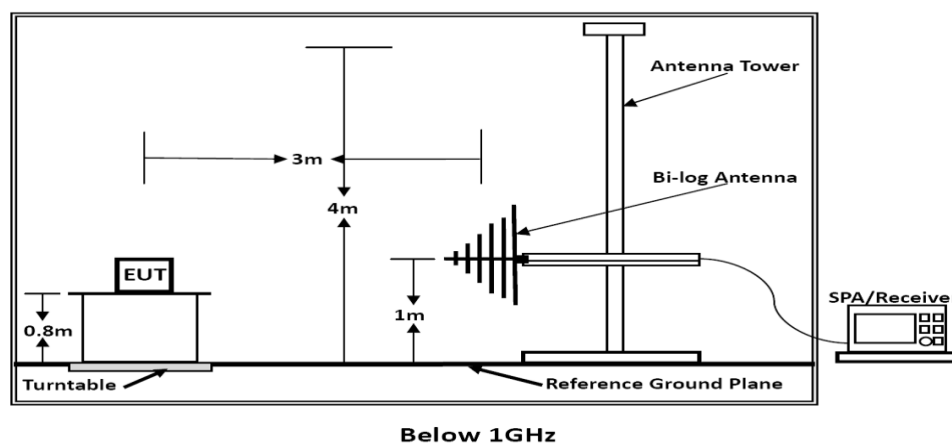 Antenna Tower
3m
Bi-log Antenna
4m
EUT
SPA/Receive
0.8m
1m
Turntable
Reference Ground Plane
Below 1GHz